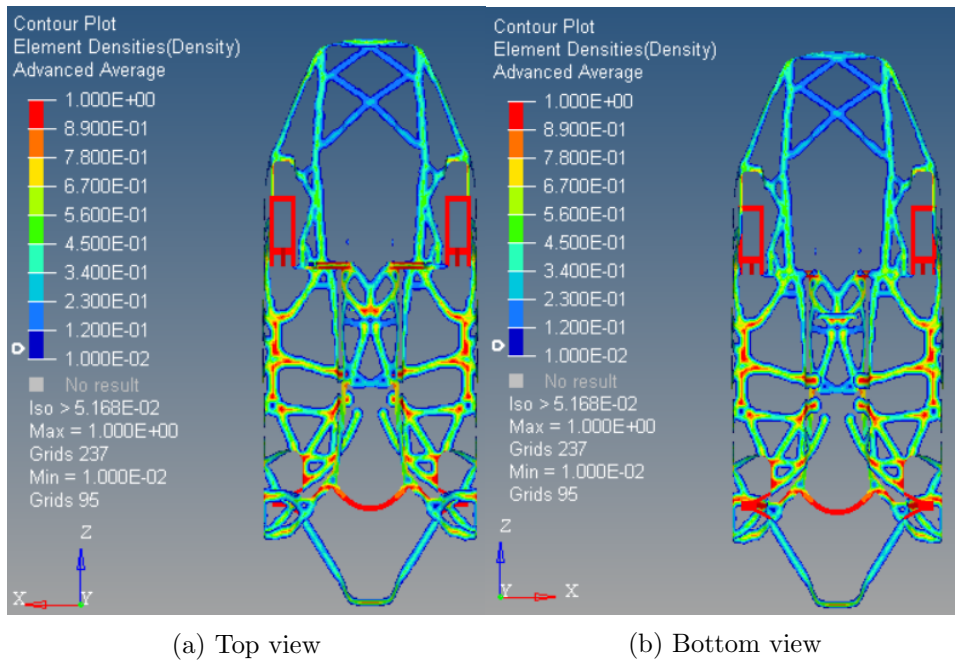 Contour Plot
Element Densities(Density)
Advanced Average
1.000E+00
8.900E-01
7.800E-01
6.700E-01
5.600E-01
4.500E-01
3.400E-01
2.300E-01
1.200E-01
1.000E-02
No result
Iso > 5.168E-02
Max = 1.000E+00
Grids 237
Min = 1.000E-02
Grids 95
Z
X
Y
(a) Top view
Contour Plot
Element Densities(Density)
Advanced Average
1.000E+00
8.900E-01
7.800E-01
6.700E-01
5.600E-01
4.500E-01
3.400E-01
2.300E-01
1.200E-01
1.000E-02
No result
Iso > 5.168E-02
Max = 1.000E+00
Grids 237
Min = 1.000E-02
Grids 95
Z
Y
X
(b) Bottom view